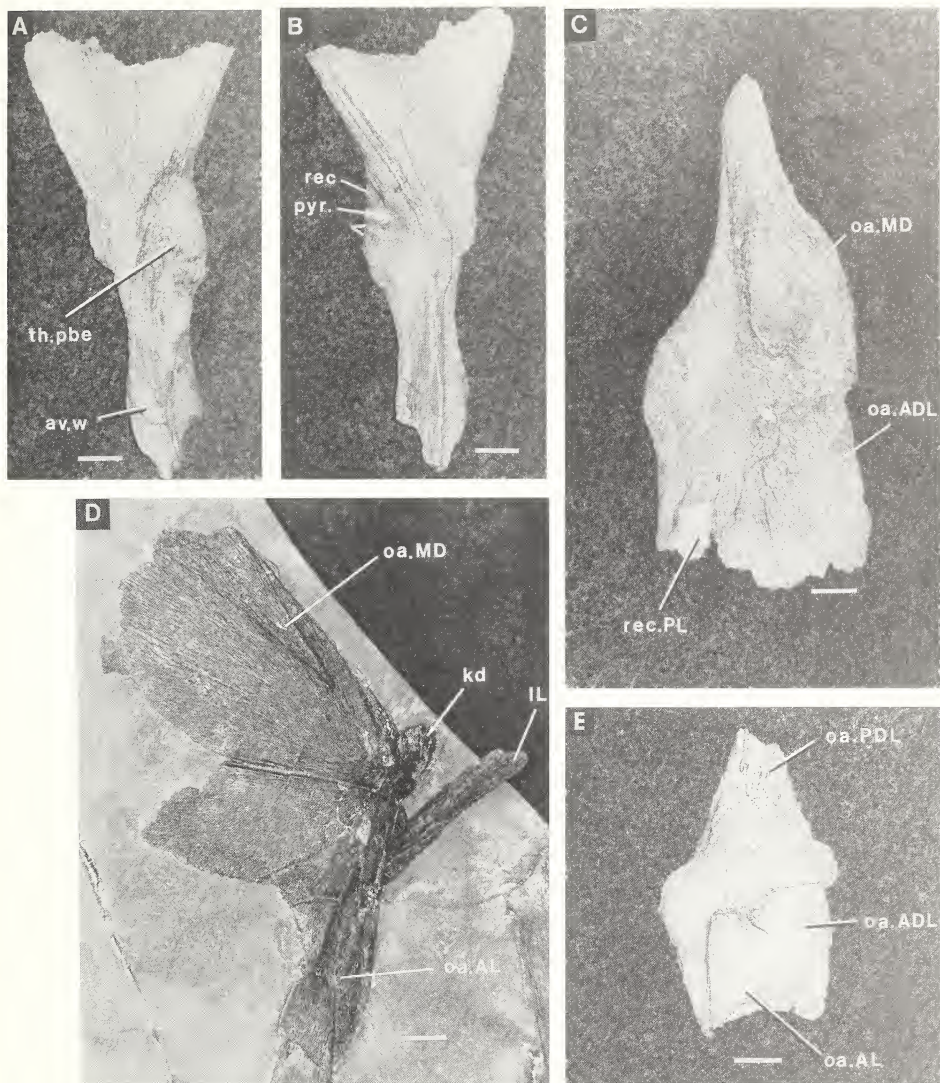 A
th.pbe
av.w
B
rec
pyr.
C
oa.MD
oa.ADL
rec.PL
D
oa.MD
kd
IL
oa.AL
E
oa.PDL
oa.ADL
oa.AL